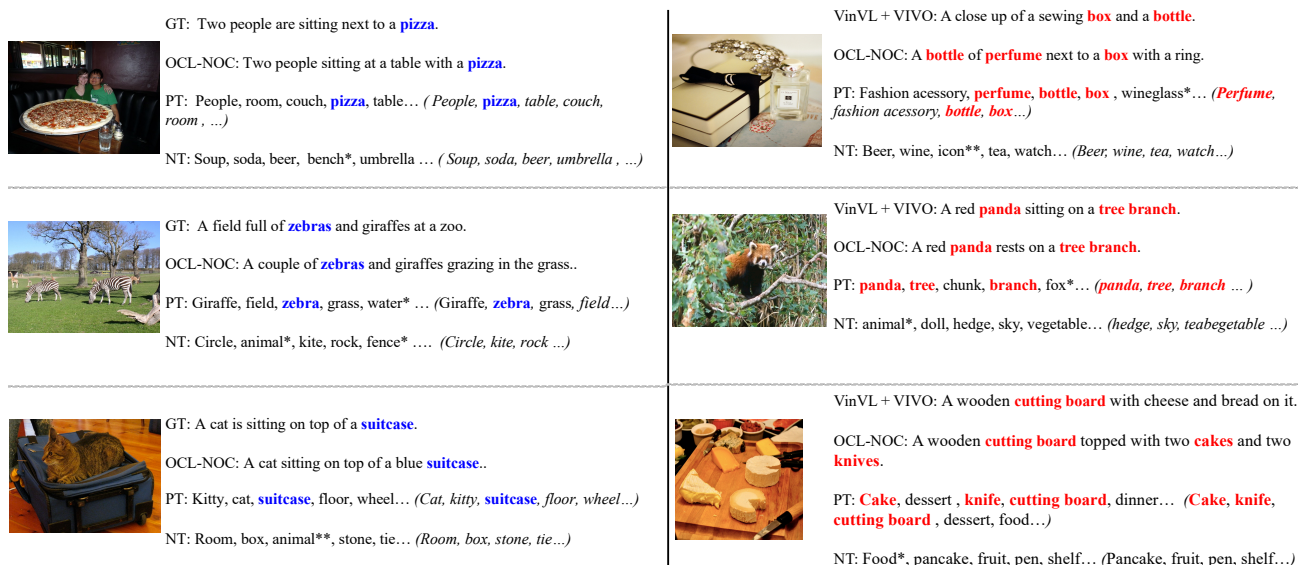 GT: Two people are sitting next to a pizza.
OCL-NOC: Two people sitting at a table with a pizza.
PT: People, room, couch, pizza, table… ( People, pizza, table, couch,
room , …)
NT: Soup, soda, beer, bench*, umbrella … ( Soup, soda, beer, umbrella , …)
GT: A field full of zebras and giraffes at a zoo.
OCL-NOC: A couple of zebras and giraffes grazing in the grass..
PT: Giraffe, field, zebra, grass, water* … (Giraffe, zebra, grass, field…)
NT: Circle, animal*, kite, rock, fence* …. (Circle, kite, rock …)
GT: A cat is sitting on top of a suitcase.
OCL-NOC: A cat sitting on top of a blue suitcase..
PT: Kitty, cat, suitcase, floor, wheel… (Cat, kitty, suitcase, floor, wheel…)
NT: Room, box, animal**, stone, tie… (Room, box, stone, tie…)
VinVL + VIVO: A close up of a sewing box and a bottle.
OCL-NOC: A bottle of perfume next to a box with a ring.
PT: Fashion acessory, perfume, bottle, box , wineglass*… (Perfume,
fashion acessory, bottle, box…)
NT: Beer, wine, icon**, tea, watch… (Beer, wine, tea, watch…)
VinVL + VIVO: A red panda sitting on a tree branch.
OCL-NOC: A red panda rests on a tree branch.
PT: panda, tree, chunk, branch, fox*… (panda, tree, branch … )
NT: animal*, doll, hedge, sky, vegetable… (hedge, sky, teabegetable …)
VinVL + VIVO: A wooden cutting board with cheese and bread on it.
OCL-NOC: A wooden cutting board topped with two cakes and two
knives.
PT: Cake, dessert , knife, cutting board, dinner… (Cake, knife,
cutting board , dessert, food…)
NT: Food*, pancake, fruit, pen, shelf… (Pancake, fruit, pen, shelf…)